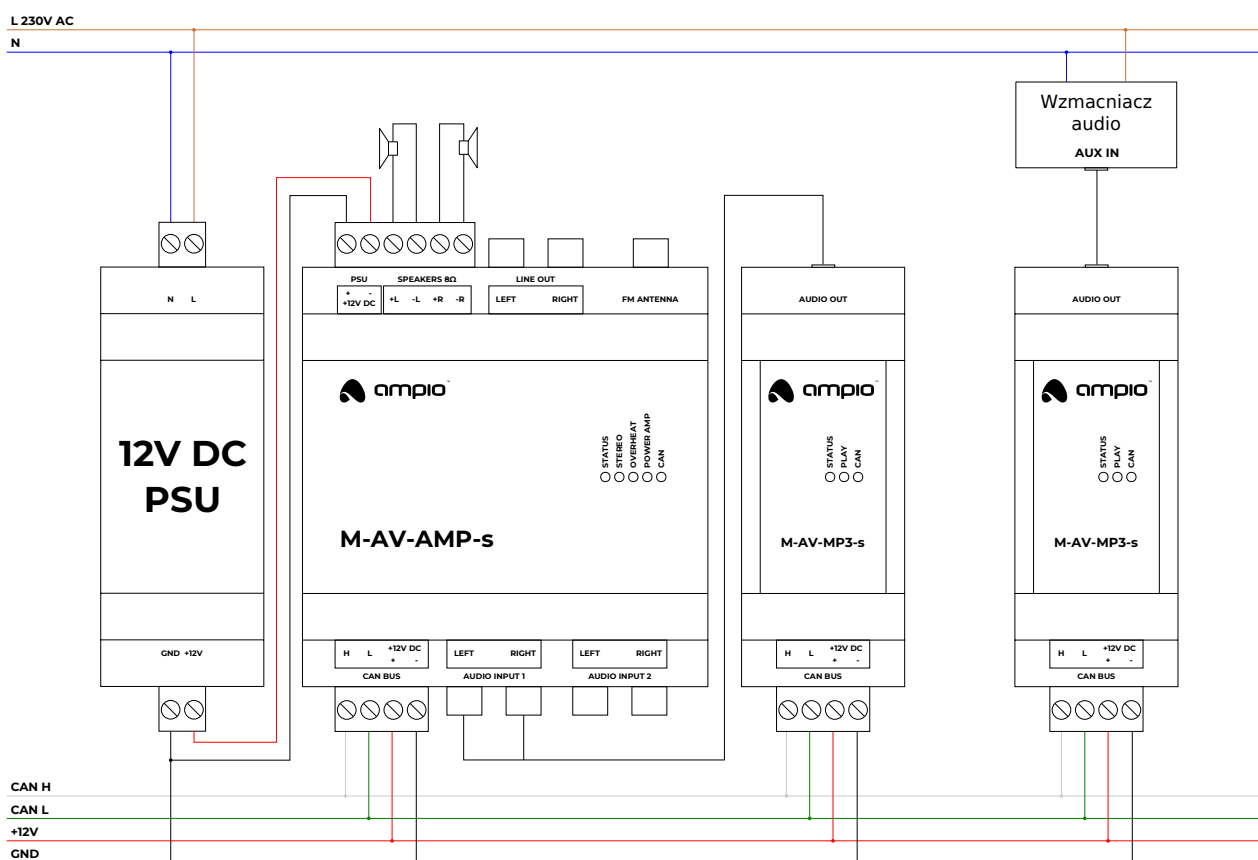 L 230V AC
N
Wzmacniacz
audio
AUX IN
N L
PSU
+ -
+12V DC
SPEAKERS 8Ω
+L -L +R -R
LINE OUT
LEFT RIGHT
FM ANTENNA
AUDIO OUT
AUDIO OUT
ampio™
ampio™
ampio™
12V DC
PSU
STATUS
STEREO
OVERHEAT
POWER AMP
CAN
STATUS
PLAY
CAN
STATUS
PLAY
CAN
M-AV-AMP-s
M-AV-MP3-s
M-AV-MP3-s
GND +12V
H L +12V DC
+ -
CAN BUS
LEFT RIGHT
AUDIO INPUT 1
LEFT RIGHT
AUDIO INPUT 2
H L +12V DC
+ -
CAN BUS
H L +12V DC
+ -
CAN BUS
CAN H
CAN L
+12V
GND